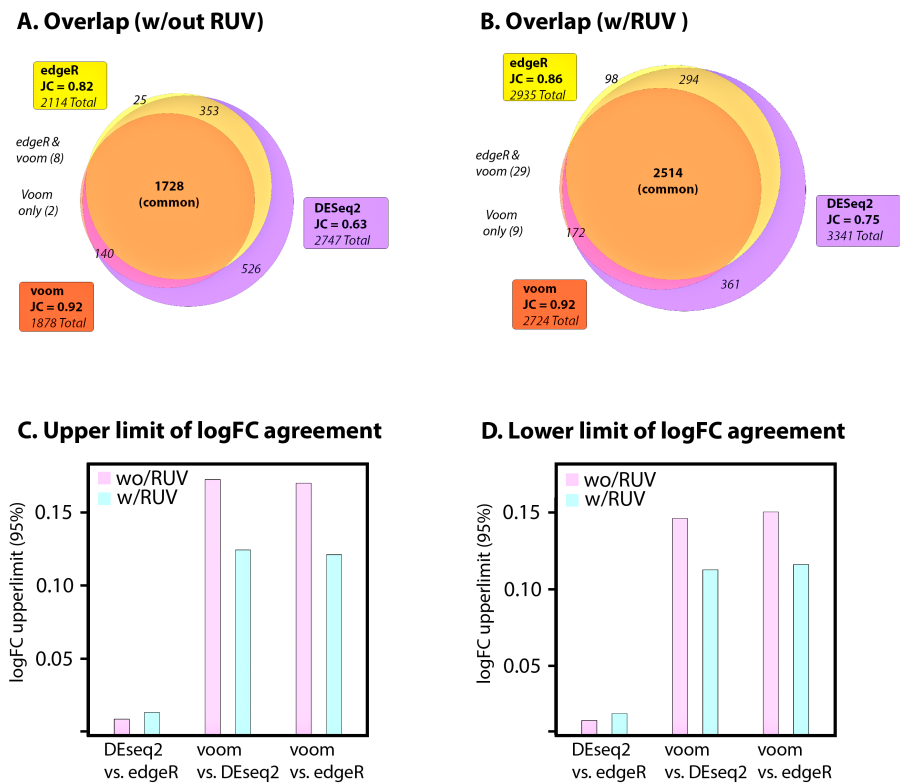 A. Overlap (w/out RUV)
edgeR
JC = 0.82
2114 Total
25
353
edgeR &
voom (8)
Voom
only (2)
1728
(common)
DESeq2
JC = 0.63
2747 Total
140
526
voom
JC = 0.92
1878 Total
B. Overlap (w/RUV )
edgeR
JC = 0.86
2935 Total
98
294
edgeR &
voom (29)
Voom
only (9)
2514
(common)
DESeq2
JC = 0.75
3341 Total
172
361
voom
JC = 0.92
2724 Total
C. Upper limit of logFC agreement
wo/RUV
w/RUV
logFC upperlimit (95%)
0.15
0.10
0.05
DEseq2
vs. edgeR
voom
vs. DEseq2
voom
vs. edgeR
D. Lower limit of logFC agreement
wo/RUV
w/RUV
logFC upperlimit (95%)
0.15
0.10
0.05
DEseq2
vs. edgeR
voom
vs. DEseq2
voom
vs. edgeR